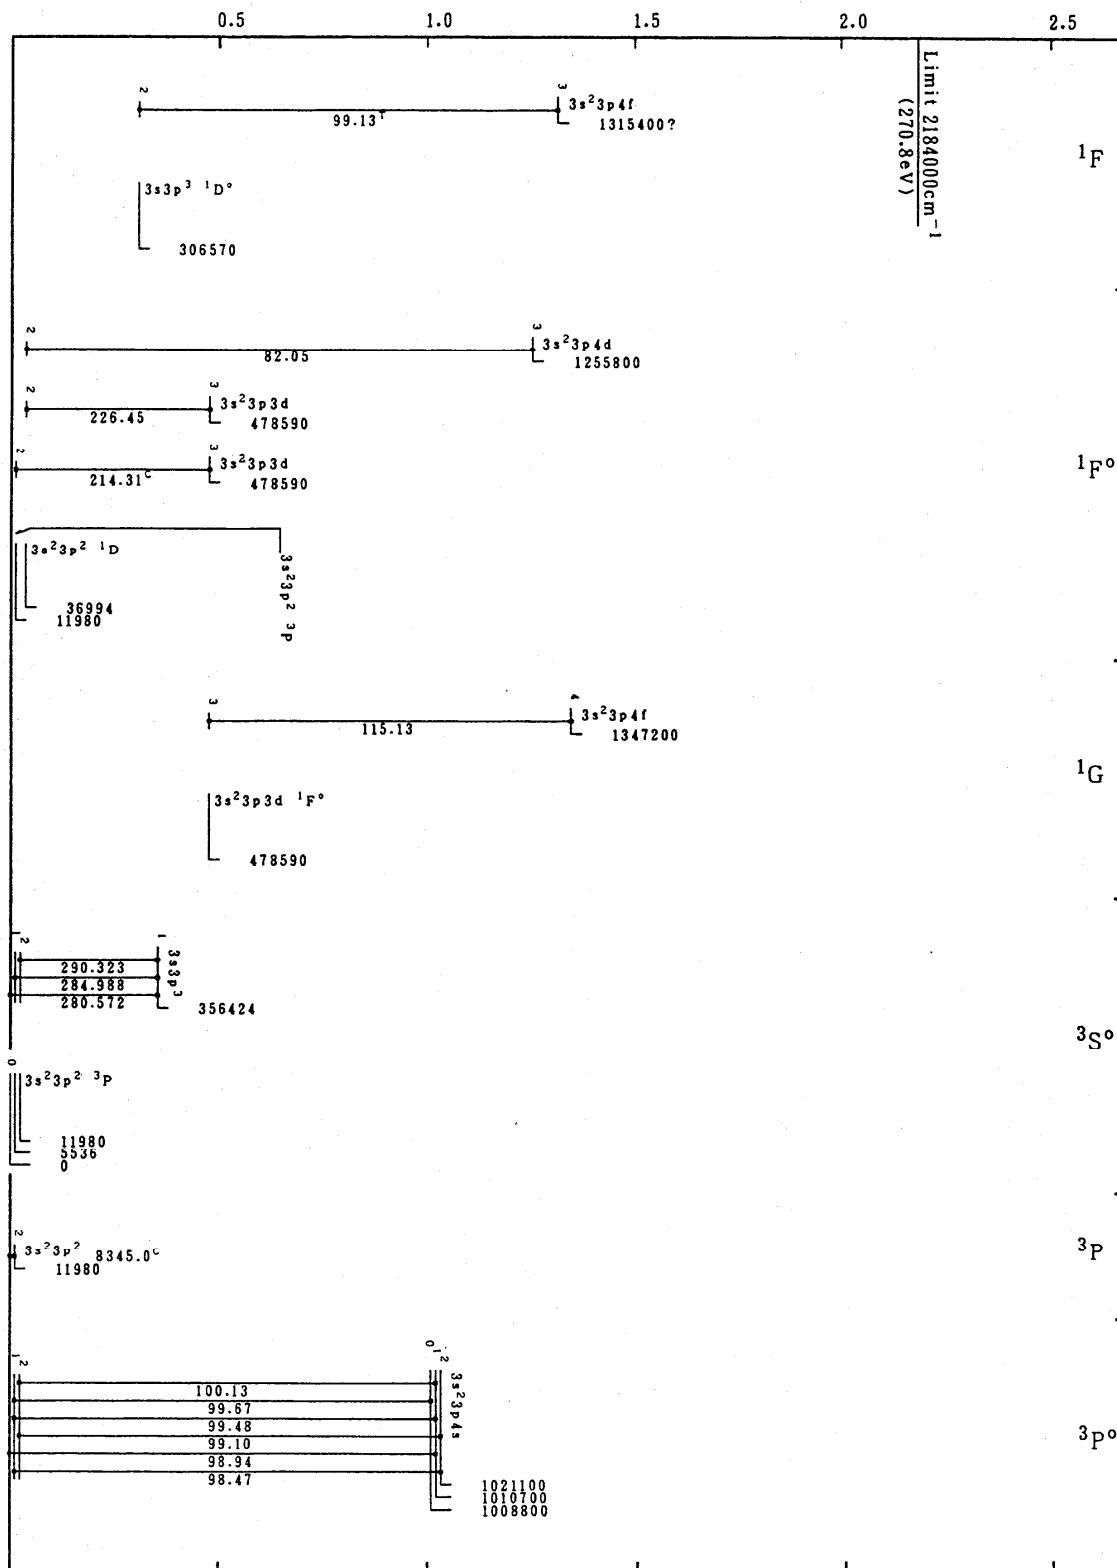 0.5 1.0 1.5 2.0 2.5
Limit 2184000cm⁻¹
(270.8eV)
2 3 3s²3p4f
99.13ᵀ 1315400?
¹F
3s3p³ ¹D°
306570
2 3 3s²3p4d
82.05 1255800
2 3 3s²3p3d
226.45 478590
2 3 3s²3p3d
214.31ᶜ 478590
¹F°
3s²3p² ¹D
3s²3p² ³P
36994
11980
3 4 3s²3p4f
115.13 1347200
¹G
3s²3p3d ¹F°
478590
2 1 3s3p³
290.323
284.988
280.572 356424
³S°
0
3s²3p² ³P
11980
5536
0
2 3s²3p² 8345.0ᶜ
11980
³P
1 2 0 1 2 3s²3p4s
100.13
99.67
99.48
99.10
98.94
98.47
³P°
1021100
1010700
1008800